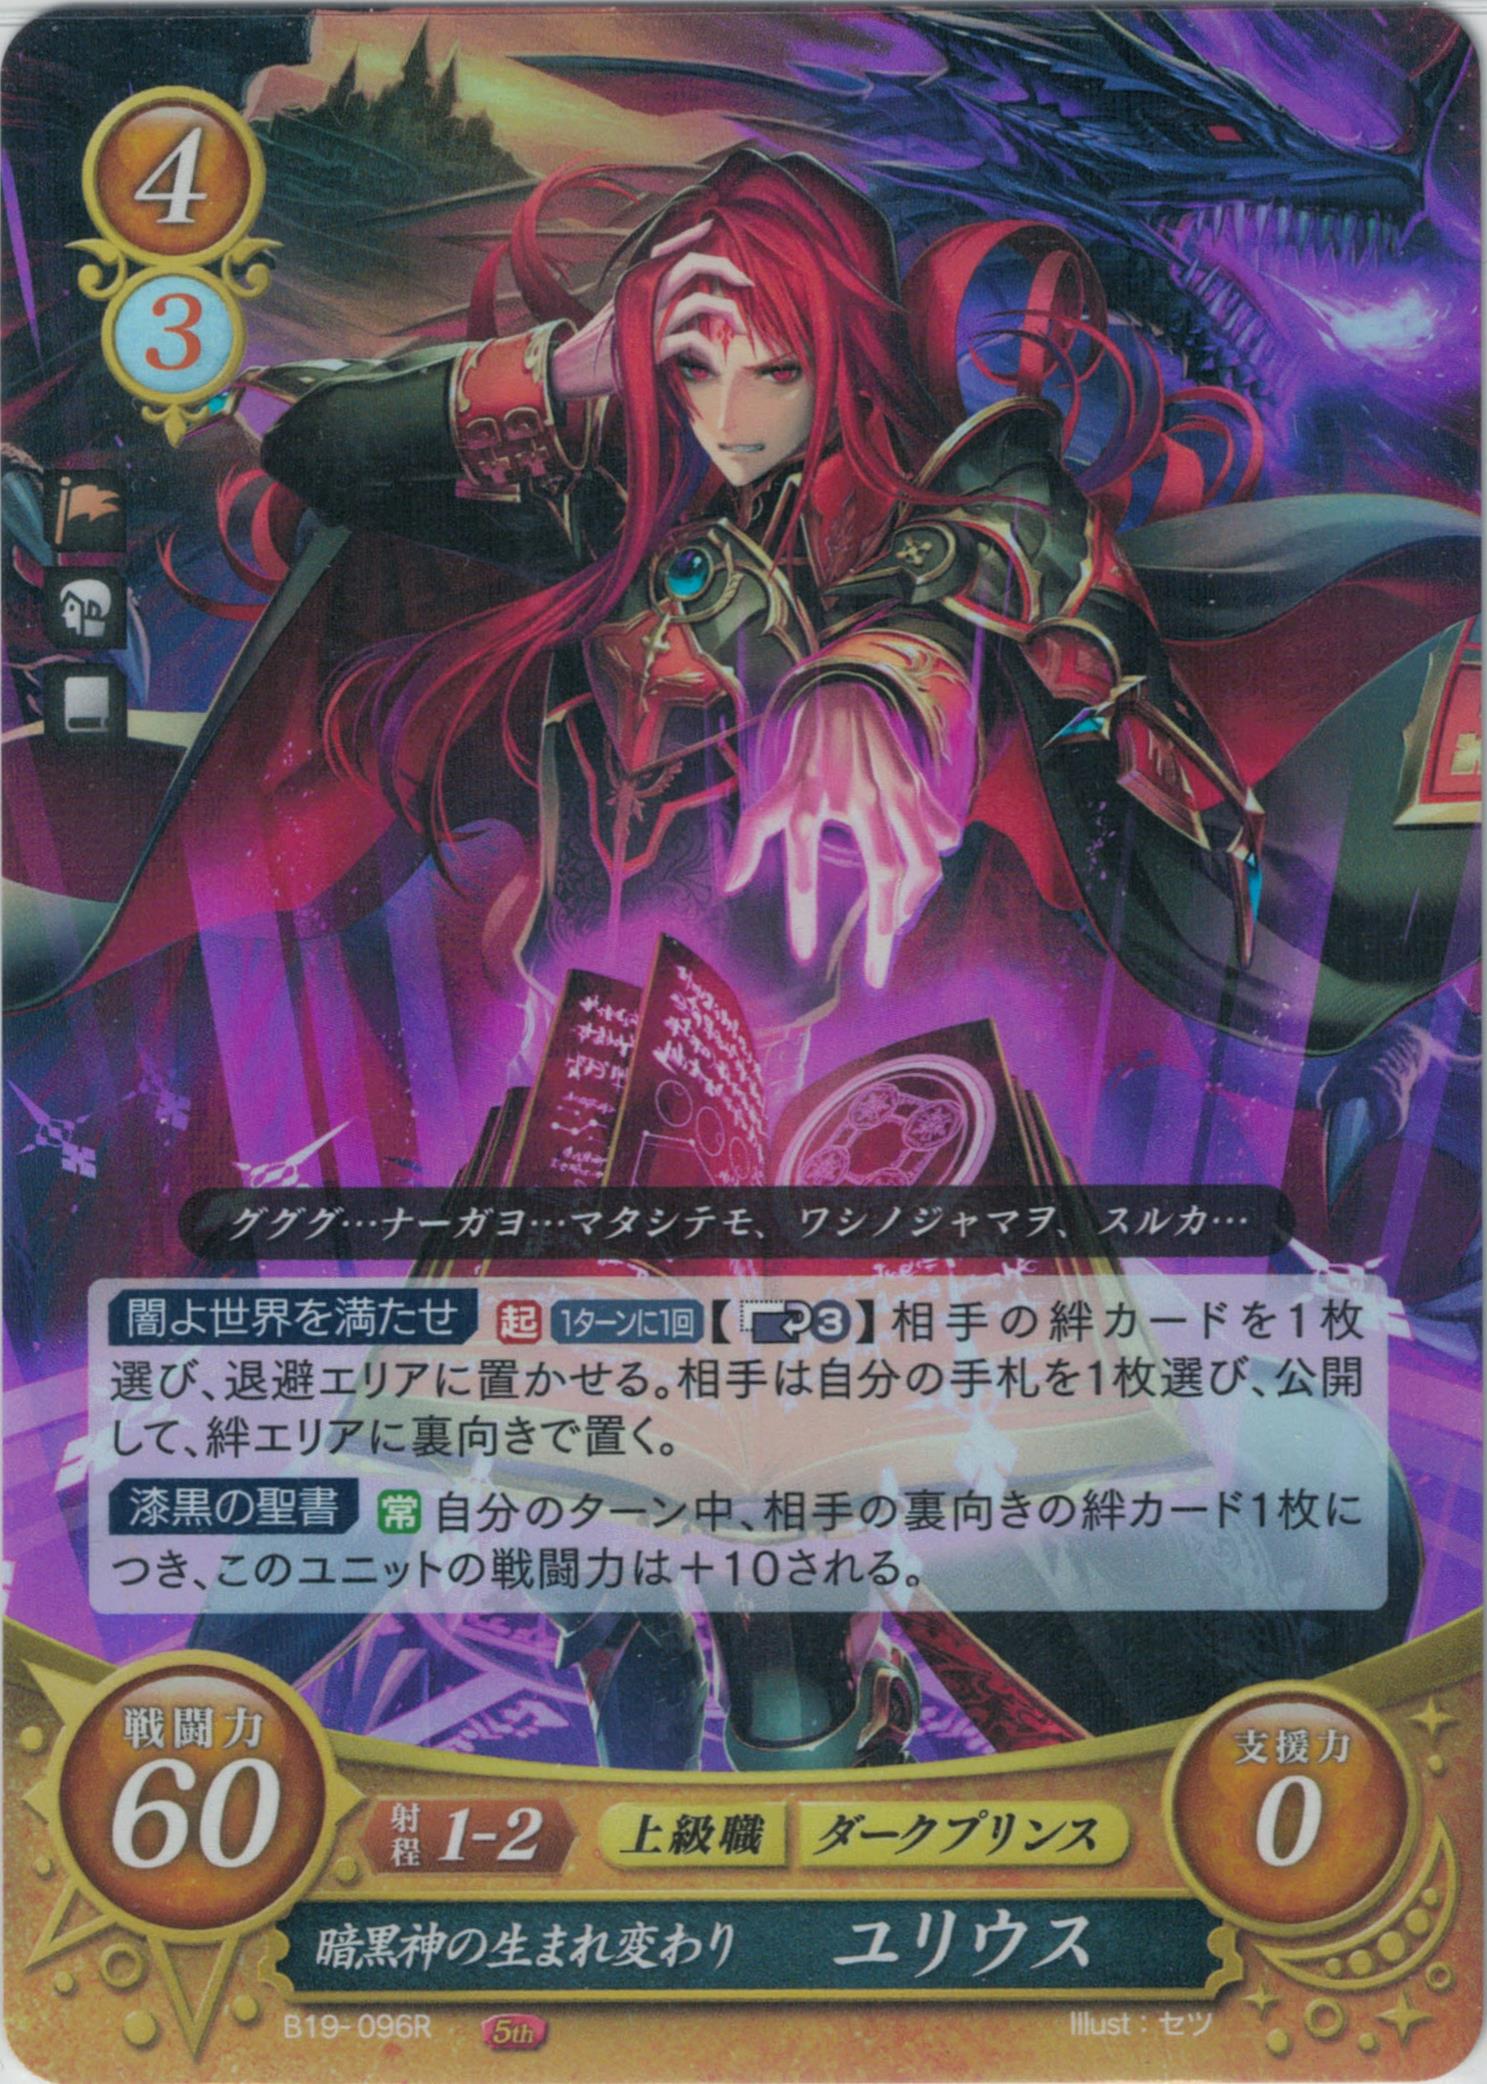 4
3
グググ…ナーガヨ…マタシテモ、ワシノジャマヲ、スルカ…
闇よ世界を満たせ 起 1ターンに1回【3】相手の絆カードを1枚
選び、退避エリアに置かせる。相手は自分の手札を1枚選び、公開
して、絆エリアに裏向きで置く。
漆黒の聖書 常 自分のターン中、相手の裏向きの絆カード1枚に
つき、このユニットの戦闘力は+10される。
戦闘力
60
支援力
0
射程 1-2 上級職 ダークプリンス
暗黒神の生まれ変わり ユリウス
B19-096R 5th Illust:セツ